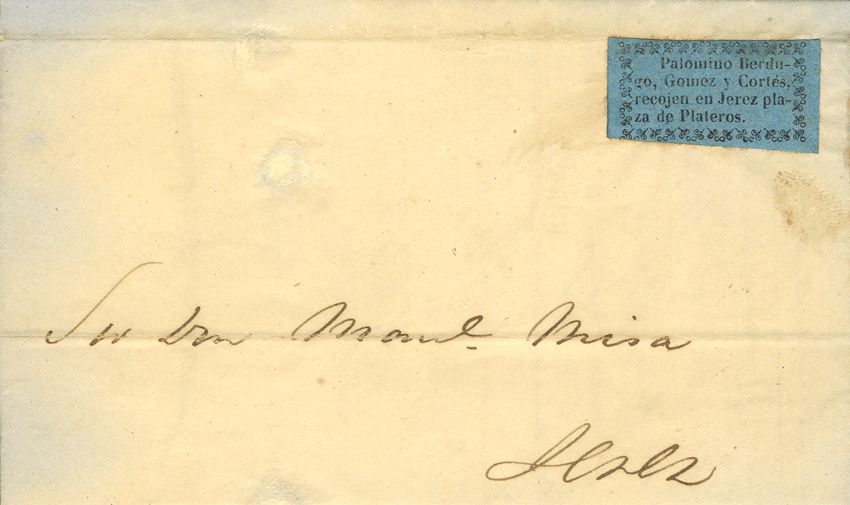 Palomino Berdu-
go, Gomez y Cortés,
recojen en Jerez pla-
za de Plateros.
Sr Dn Manl. Misa
Jerez